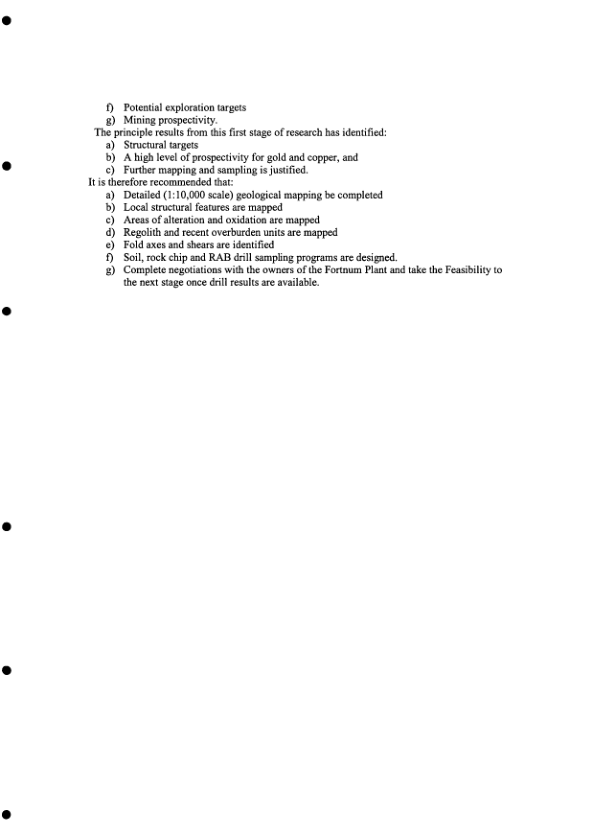 f) Potential exploration targets
g) Mining prospectivity.
The principle results from this first stage of research has identified:
a) Structural targets
b) A high level of prospectivity for gold and copper, and
c) Further mapping and sampling is justified.
It is therefore recommended that:
a) Detailed (1:10,000 scale) geological mapping be completed
b) Local structural features are mapped
c) Areas of alteration and oxidation are mapped
d) Regolith and recent overburden units are mapped
e) Fold axes and shears are identified
f) Soil, rock chip and RAB drill sampling programs are designed.
g) Complete negotiations with the owners of the Fortnum Plant and take the Feasibility to
the next stage once drill results are available.